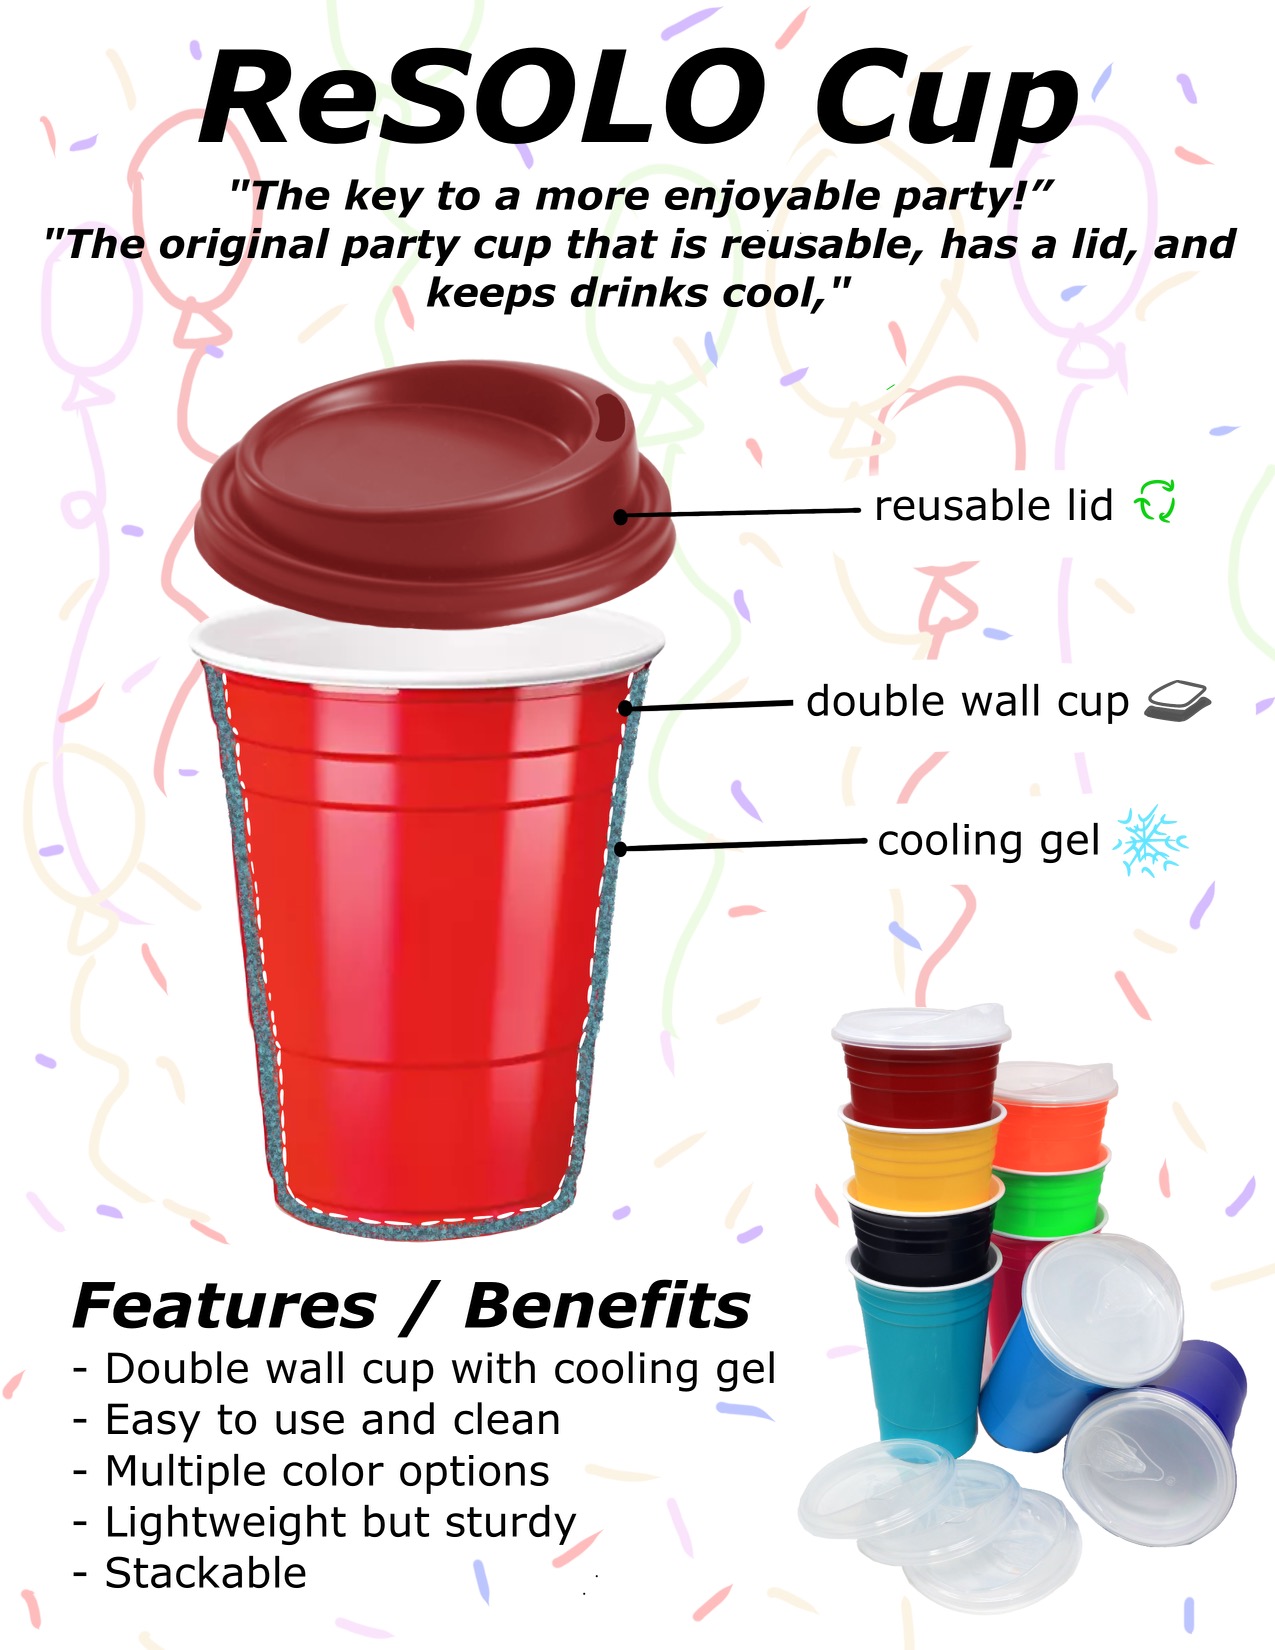 ReSOLO Cup
"The key to a more enjoyable party!”
"The original party cup that is reusable, has a lid, and
keeps drinks cool,"
reusable lid
double wall cup
cooling gel
Features / Benefits
- Double wall cup with cooling gel
- Easy to use and clean
- Multiple color options
- Lightweight but sturdy
- Stackable